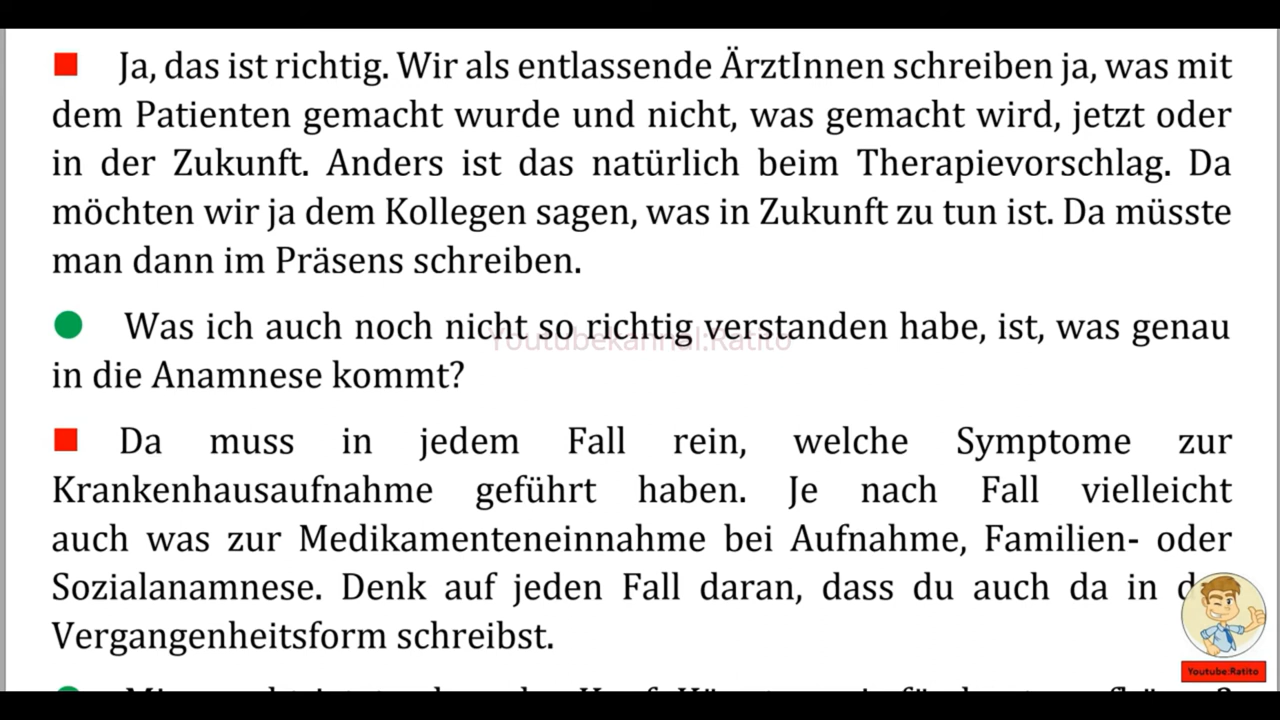 Ja, das ist richtig. Wir als entlassende ÄrztInnen schreiben ja, was mit
dem Patienten gemacht wurde und nicht, was gemacht wird, jetzt oder
in der Zukunft. Anders ist das natürlich beim Therapievorschlag. Da
möchten wir ja dem Kollegen sagen, was in Zukunft zu tun ist. Da müsste
man dann im Präsens schreiben.
Was ich auch noch nicht so richtig verstanden habe, ist, was genau
Youtubekannal:Ratito
in die Anamnese kommt?
Da muss in jedem Fall rein, welche Symptome zur
Krankenhausaufnahme geführt haben. Je nach Fall vielleicht
auch was zur Medikamenteneinnahme bei Aufnahme, Familien- oder
Sozialanamnese. Denk auf jeden Fall daran, dass du auch da in
Vergangenheitsform schreibst.
Youtube:Ratito